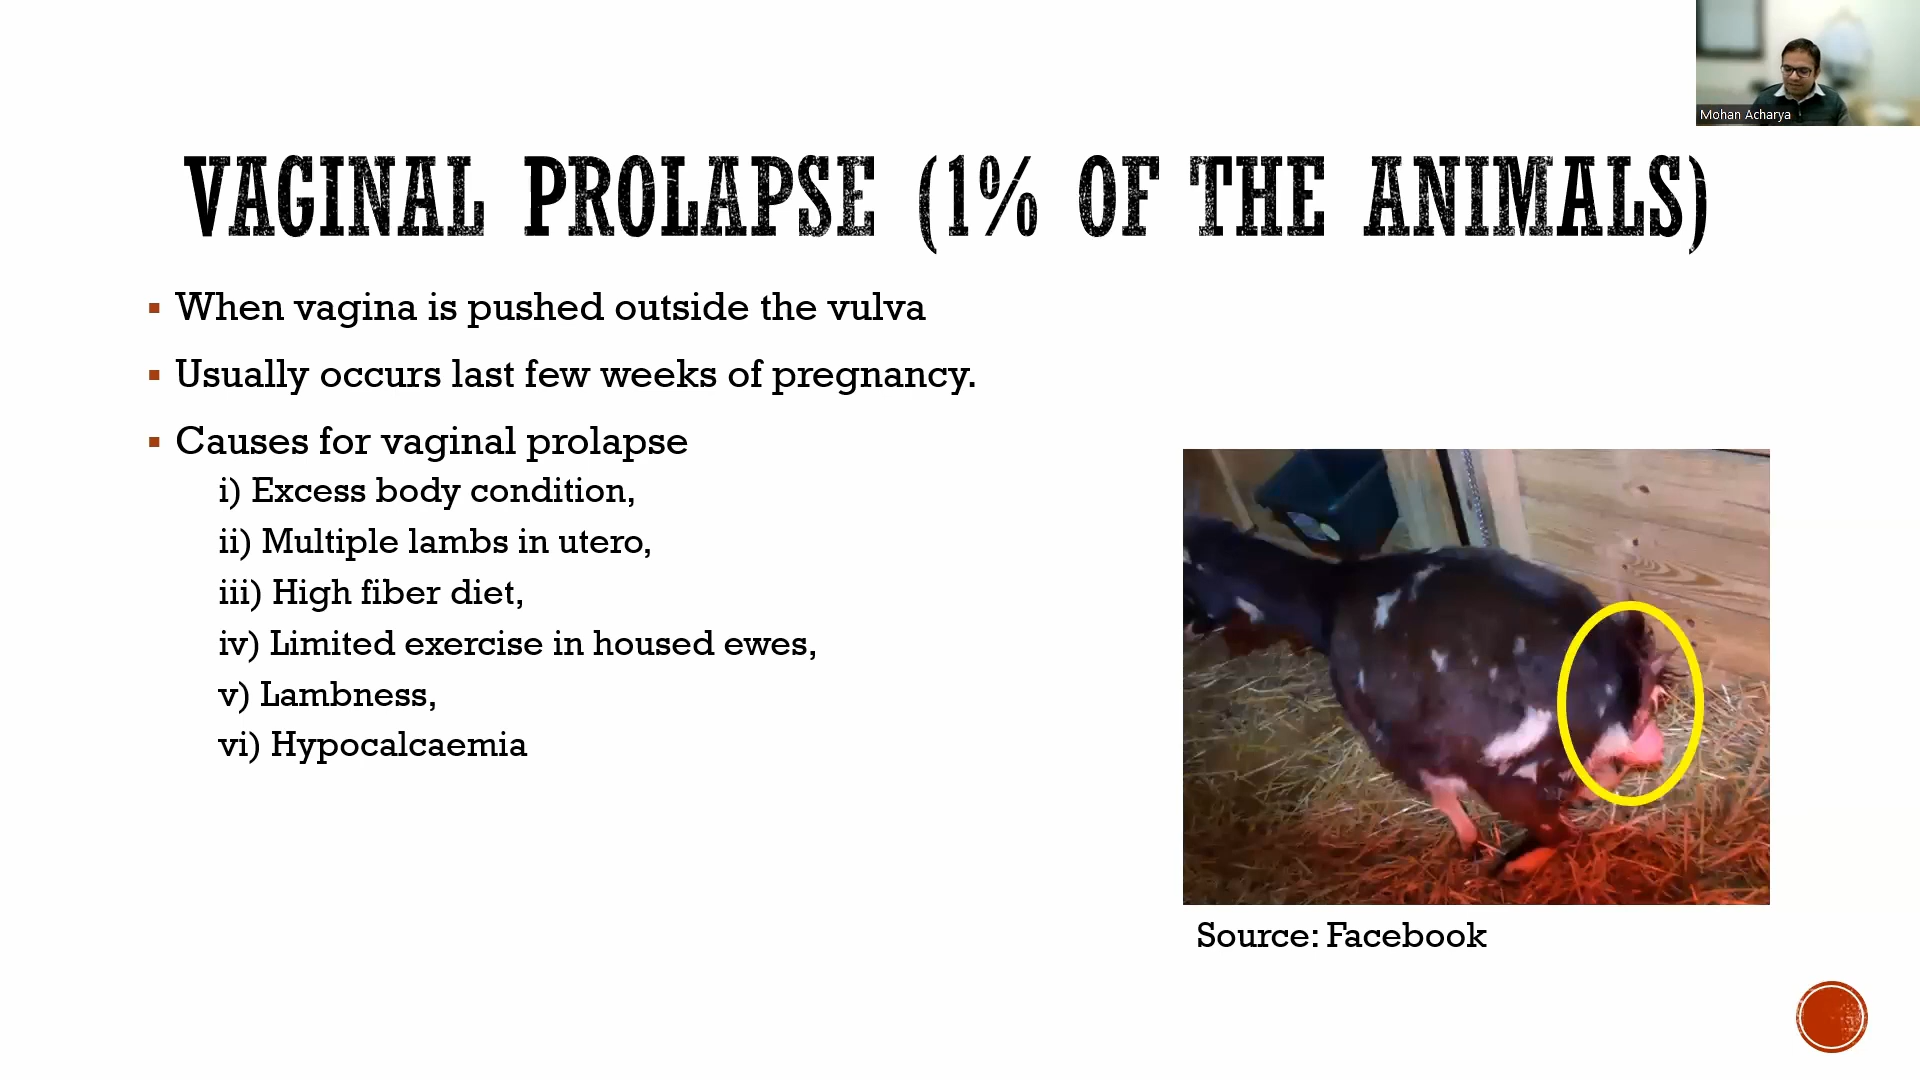 Mohan Acharya
VAGINAL PROLAPSE (1% OF THE ANIMALS)
When vagina is pushed outside the vulva
Usually occurs last few weeks of pregnancy.
Causes for vaginal prolapse
i) Excess body condition,
ii) Multiple lambs in utero,
iii) High fiber diet,
iv) Limited exercise in housed ewes,
v) Lambness,
vi) Hypocalcaemia
Source: Facebook